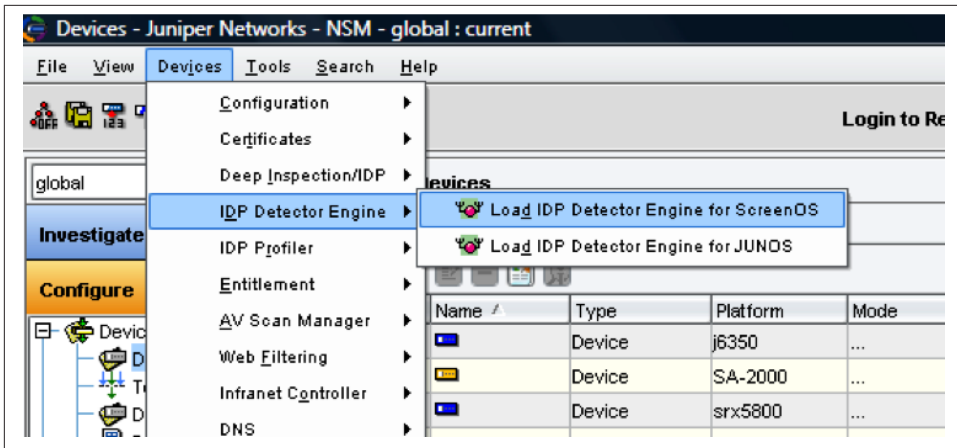 Devices - Juniper Networks - NSM - global : current
File View Devices Tools Search Help
OFF 123
Login to Re
global
Investigate
Configure
Devic
D
T
D
Configuration
Certificates
Deep Inspection/IDP
IDP Detector Engine
IDP Profiler
Entitlement
AV Scan Manager
Web Filtering
Infranet Controller
DNS
evices
Load IDP Detector Engine for ScreenOS
Load IDP Detector Engine for JUNOS
Name Type Platform Mode
Device j6350 ...
Device SA-2000 ...
Device srx5800 ...